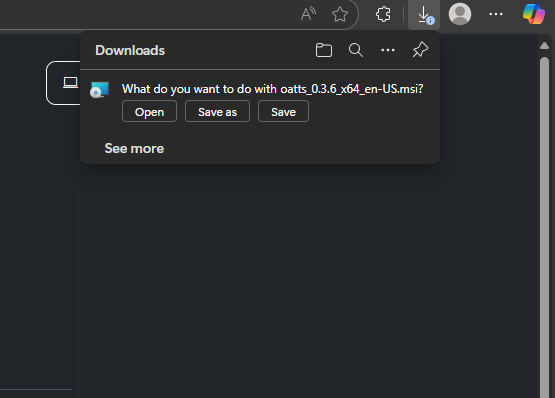 Downloads
What do you want to do with oatts_0.3.6_x64_en-US.msi?
Open
Save as
Save
See more